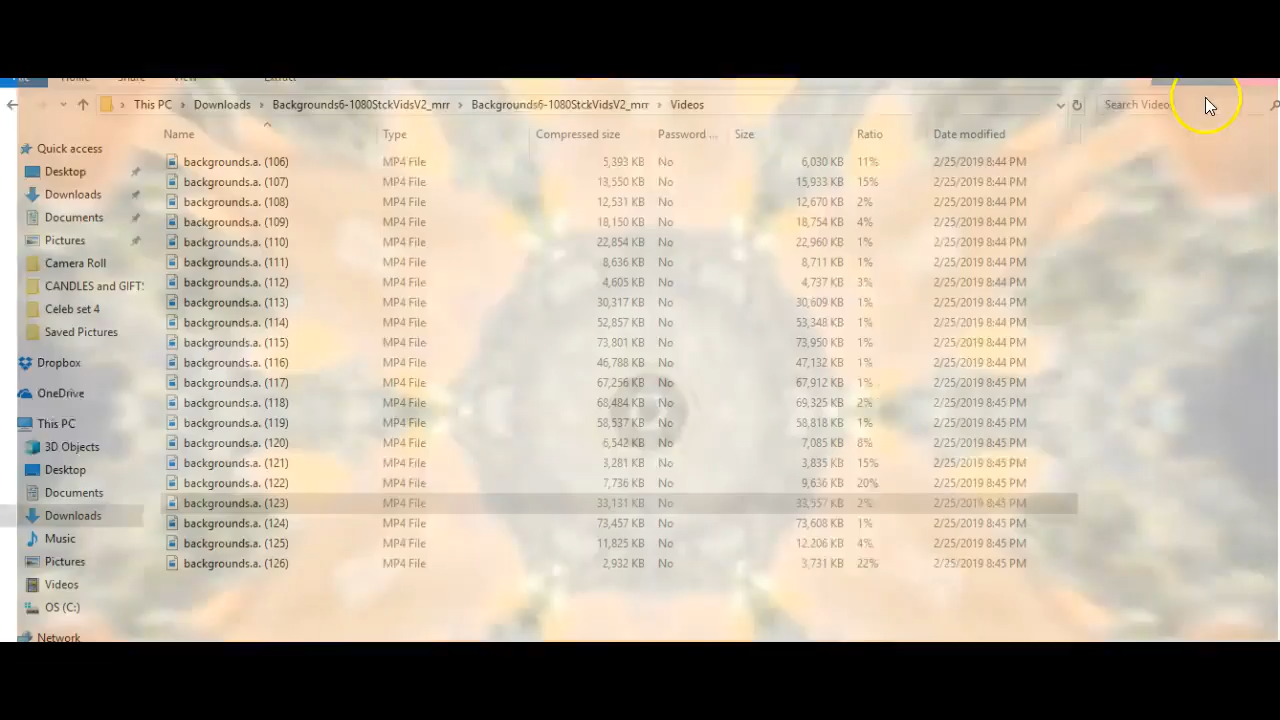 File Home Share View Extract
This PC Downloads Backgrounds6-1080StckVidsV2_mrr Backgrounds6-1080StckVidsV2_mrr Videos Search Video
Name Type Compressed size Password ... Size Ratio Date modified
Quick access
Desktop
Downloads
Documents
Pictures
Camera Roll
CANDLES and GIFTS
Celeb set 4
Saved Pictures
Dropbox
OneDrive
This PC
3D Objects
Desktop
Documents
Downloads
Music
Pictures
Videos
OS (C:)
Network
backgrounds.a. (106) MP4 File 5,393 KB No 6,030 KB 11% 2/25/2019 8:44 PM
backgrounds.a. (107) MP4 File 13,550 KB No 15,933 KB 15% 2/25/2019 8:44 PM
backgrounds.a. (108) MP4 File 12,531 KB No 12,670 KB 2% 2/25/2019 8:44 PM
backgrounds.a. (109) MP4 File 18,150 KB No 18,754 KB 4% 2/25/2019 8:44 PM
backgrounds.a. (110) MP4 File 22,854 KB No 22,960 KB 1% 2/25/2019 8:44 PM
backgrounds.a. (111) MP4 File 8,636 KB No 8,711 KB 1% 2/25/2019 8:44 PM
backgrounds.a. (112) MP4 File 4,605 KB No 4,737 KB 3% 2/25/2019 8:44 PM
backgrounds.a. (113) MP4 File 30,317 KB No 30,609 KB 1% 2/25/2019 8:44 PM
backgrounds.a. (114) MP4 File 52,857 KB No 53,348 KB 1% 2/25/2019 8:44 PM
backgrounds.a. (115) MP4 File 73,801 KB No 73,950 KB 1% 2/25/2019 8:44 PM
backgrounds.a. (116) MP4 File 46,788 KB No 47,132 KB 1% 2/25/2019 8:44 PM
backgrounds.a. (117) MP4 File 67,256 KB No 67,912 KB 1% 2/25/2019 8:45 PM
backgrounds.a. (118) MP4 File 68,484 KB No 69,325 KB 2% 2/25/2019 8:45 PM
backgrounds.a. (119) MP4 File 58,537 KB No 58,818 KB 1% 2/25/2019 8:45 PM
backgrounds.a. (120) MP4 File 6,542 KB No 7,085 KB 8% 2/25/2019 8:45 PM
backgrounds.a. (121) MP4 File 3,281 KB No 3,835 KB 15% 2/25/2019 8:45 PM
backgrounds.a. (122) MP4 File 7,736 KB No 9,636 KB 20% 2/25/2019 8:45 PM
backgrounds.a. (123) MP4 File 33,131 KB No 33,557 KB 2% 2/25/2019 8:45 PM
backgrounds.a. (124) MP4 File 73,457 KB No 73,608 KB 1% 2/25/2019 8:45 PM
backgrounds.a. (125) MP4 File 11,825 KB No 12,206 KB 4% 2/25/2019 8:45 PM
backgrounds.a. (126) MP4 File 2,932 KB No 3,731 KB 22% 2/25/2019 8:45 PM